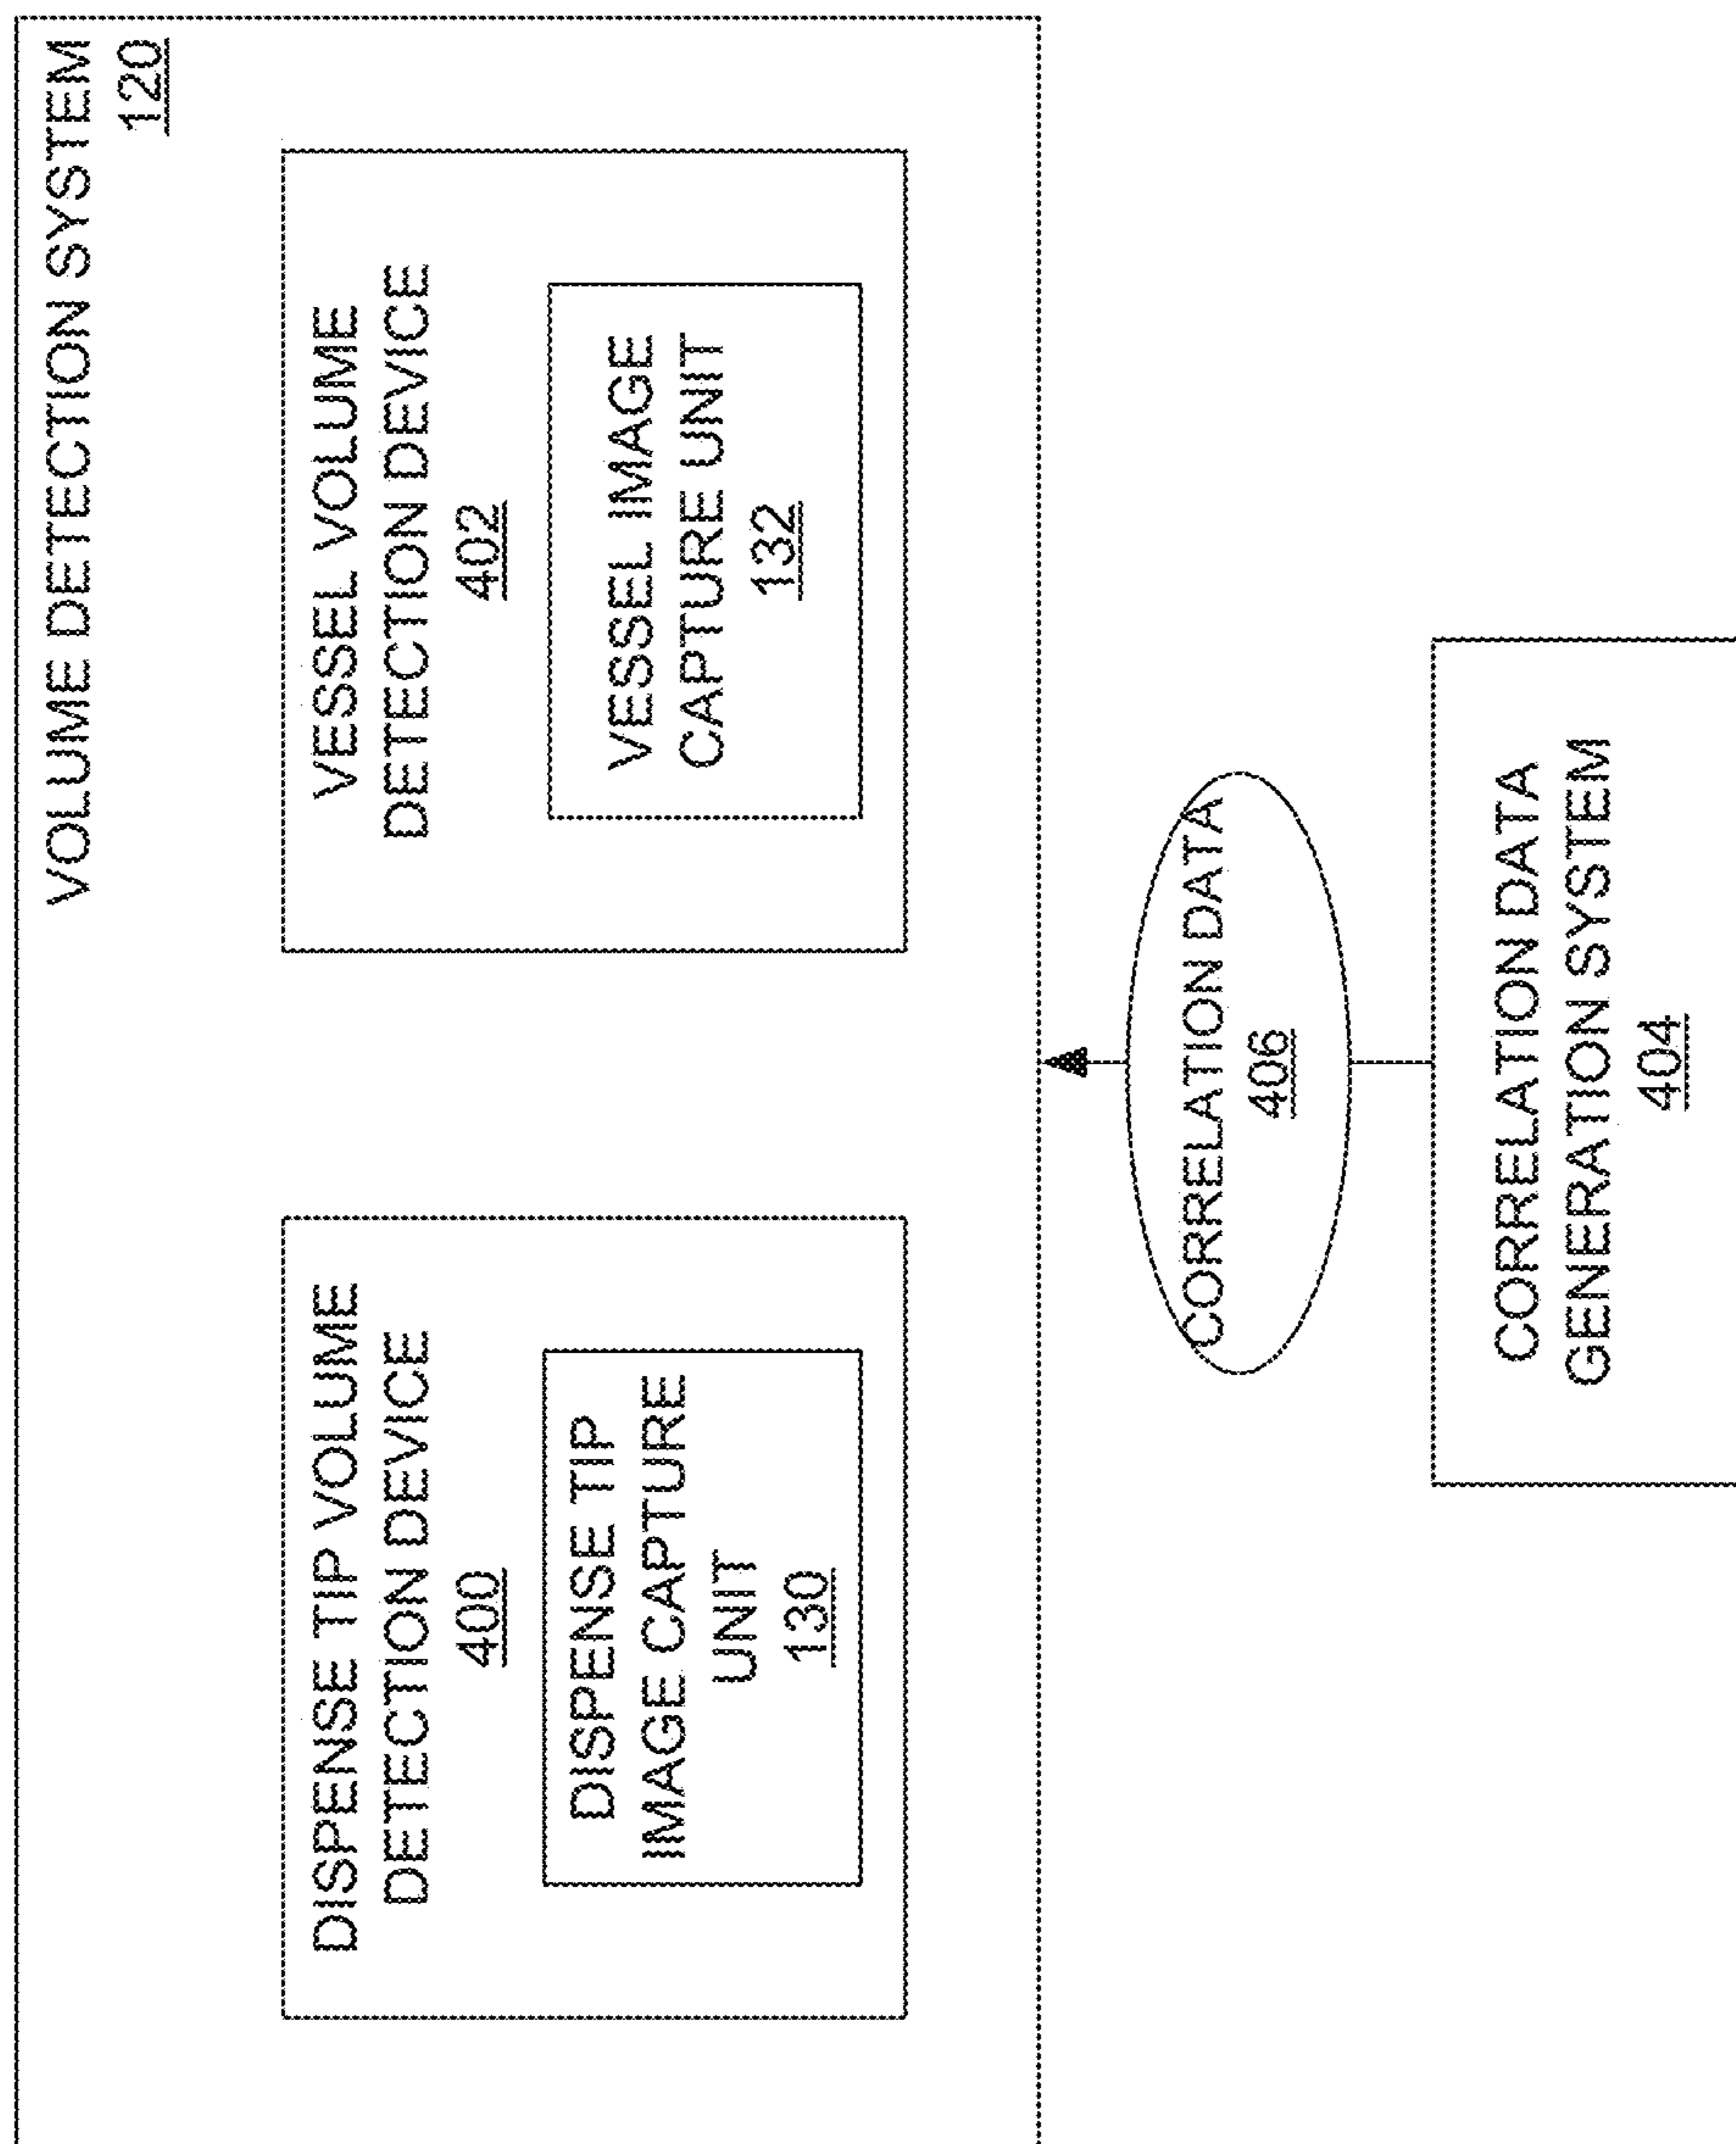 VOLUME DETECTION SYSTEM
120
DISPENSE TIP VOLUME
DETECTION DEVICE
400
DISPENSE TIP
IMAGE CAPTURE
UNIT
130
VESSEL VOLUME
DETECTION DEVICE
402
VESSEL IMAGE
CAPTURE UNIT
132
CORRELATION DATA
406
CORRELATION DATA
GENERATION SYSTEM
404